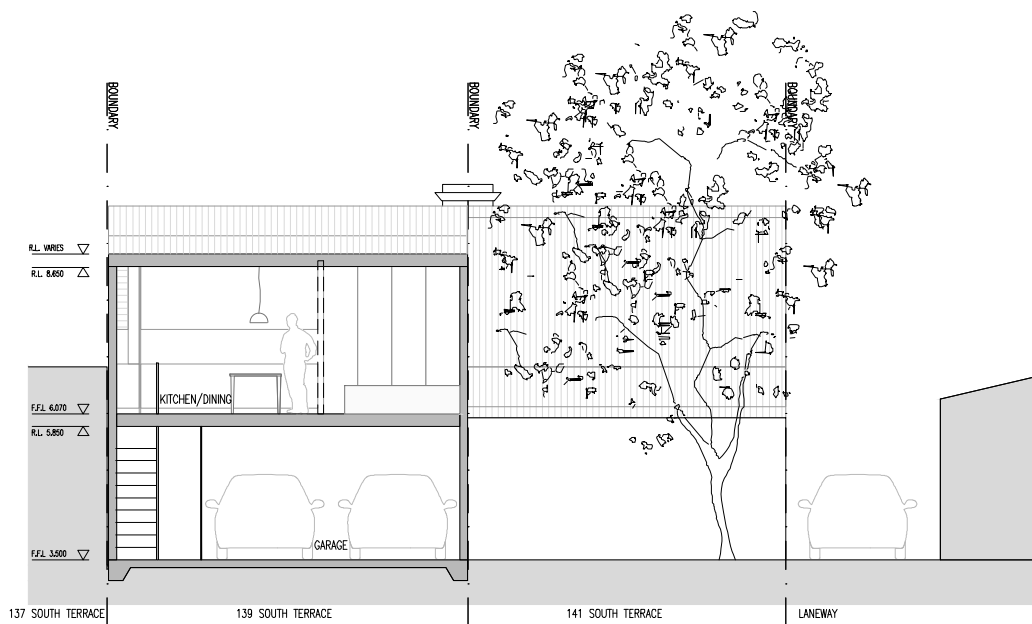 BOUNDARY.
BOUNDARY.
BOUNDARY.
R.L. VARIES
R.L. 8.650
KITCHEN/DINING
F.F.L 6.070
R.L. 5.850
GARAGE
F.F.L 3.500
137 SOUTH TERRACE
139 SOUTH TERRACE
141 SOUTH TERRACE
LANEWAY